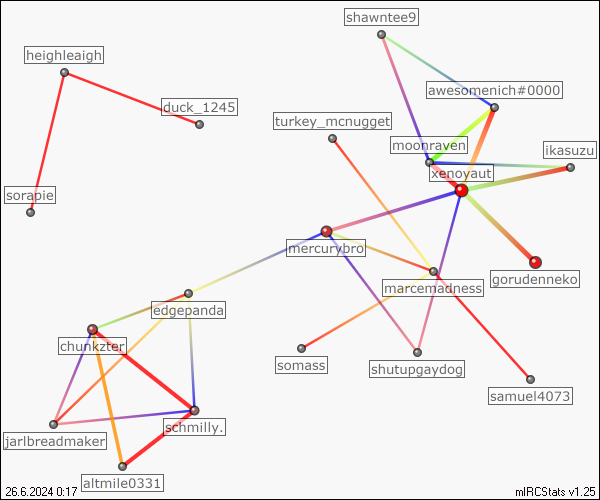 shawntee9
heighleaigh
awesomenich#0000
duck_1245
turkey_mcnugget
moonraven
ikasuzu
xenoyaut
sorapie
mercurybro
gorudenneko
marcemadness
edgepanda
chunkzter
somass
shutupgaydog
samuel4073
schmilly.
jarlbreadmaker
altmile0331
26.6.2024 0:17
mIRCStats v1.25